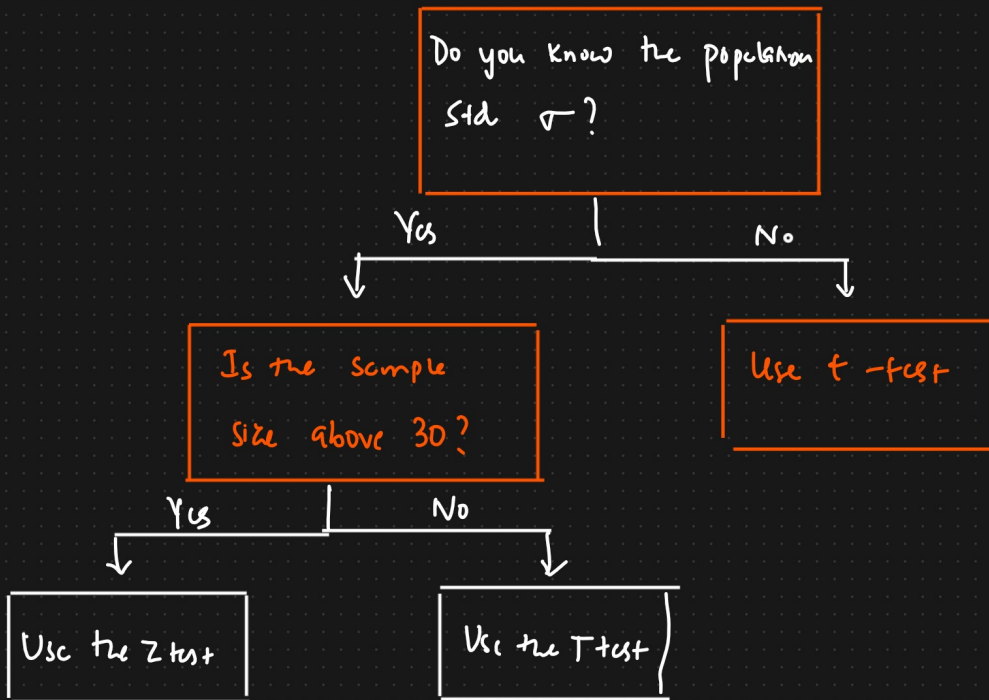 Do you know the population
Std σ?
Yes
No
Is the sample
size above 30?
Use t-test
Yes
No
Use the Z test
Use the T test